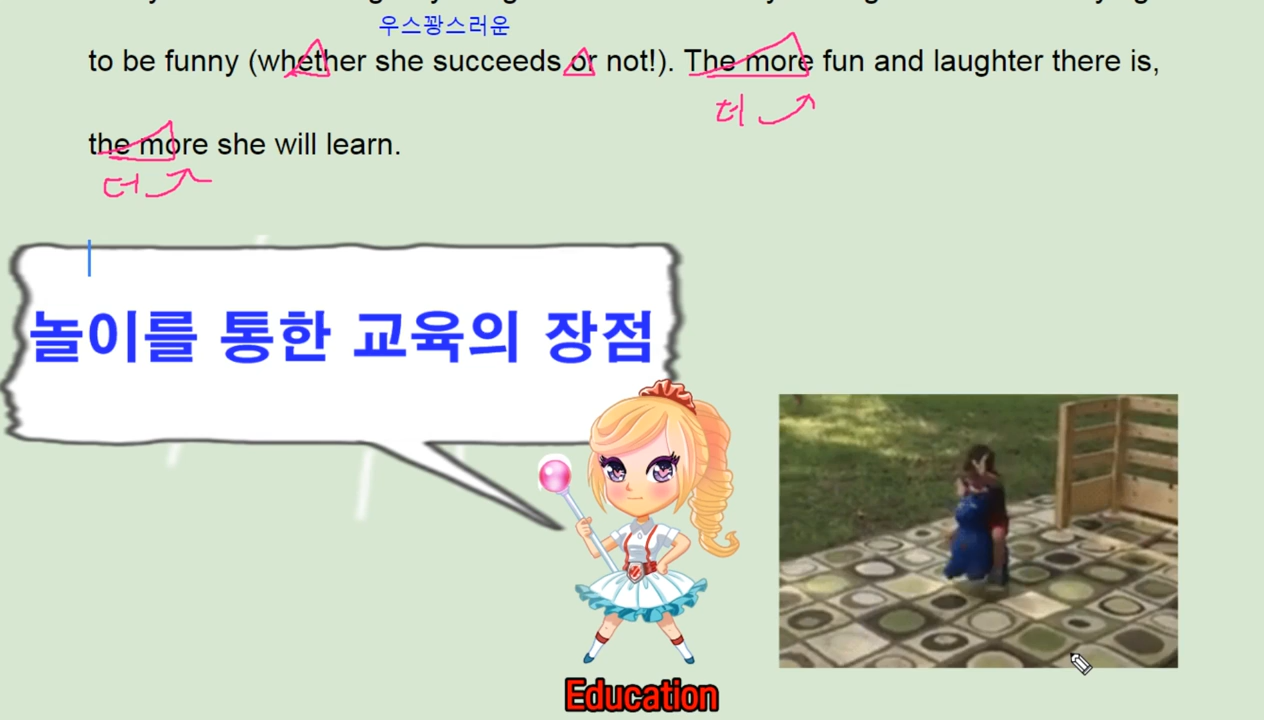 우스꽝스러운
to be funny (whether she succeeds or not!). The more fun and laughter there is,
더
the more she will learn.
더
놀이를 통한 교육의 장점
Education